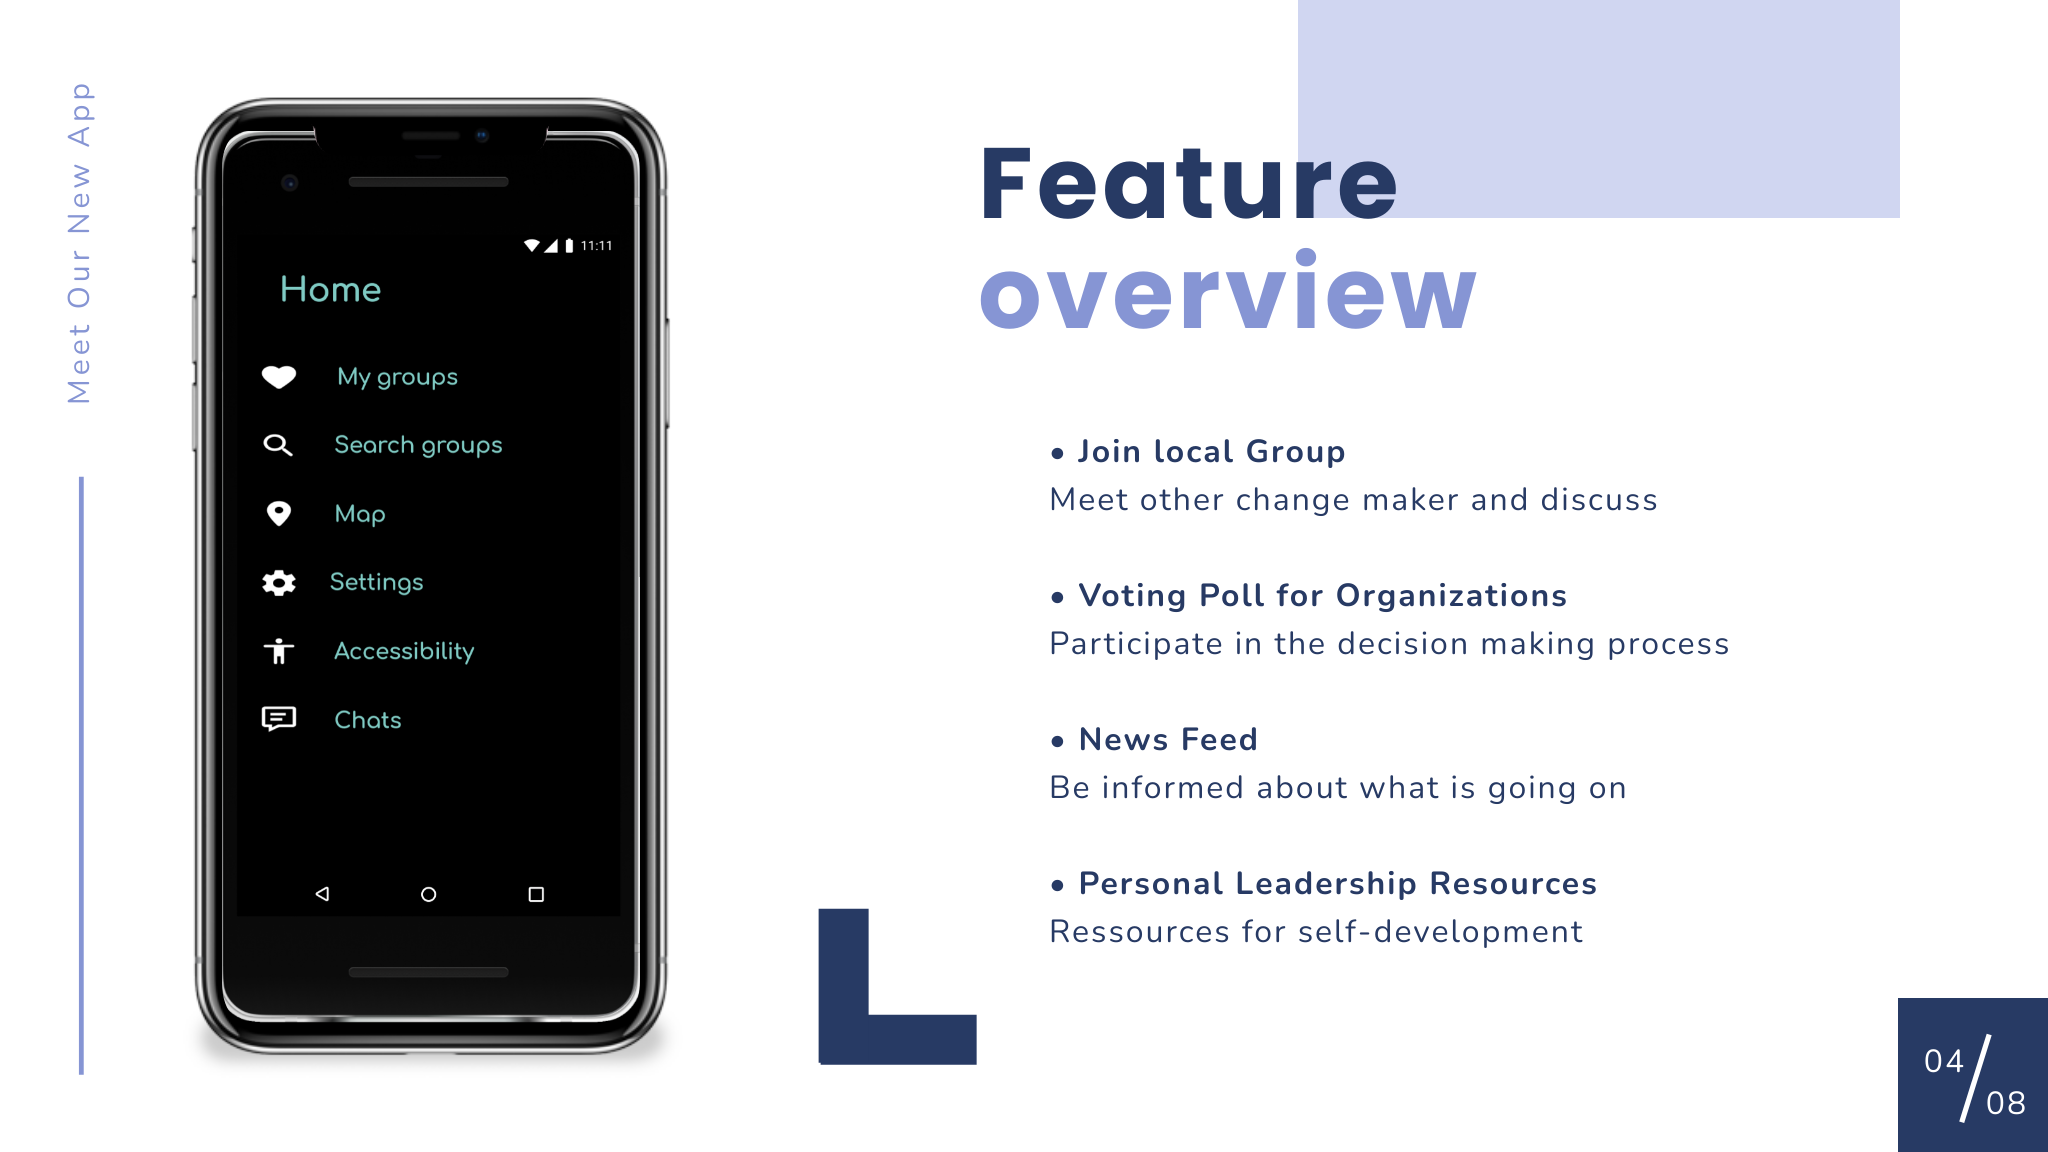 Meet Our New App
11:11
Home
My groups
Search groups
Map
Settings
Accessibility
Chats
Feature
overview
• Join local Group
Meet other change maker and discuss
• Voting Poll for Organizations
Participate in the decision making process
• News Feed
Be informed about what is going on
• Personal Leadership Resources
Ressources for self-development
04/08